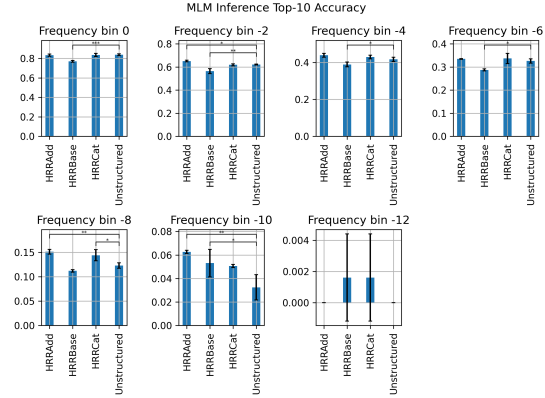 MLM Inference Top-10 Accuracy
Frequency bin 0
Frequency bin -2
Frequency bin -4
Frequency bin -6
0.8
0.6
0.4
0.2
0.0
***
HRRAdd
HRRBase
HRRCat
Unstructured
0.8
0.6
0.4
0.2
0.0
*
**
HRRAdd
HRRBase
HRRCat
Unstructured
0.4
0.2
0.0
*
HRRAdd
HRRBase
HRRCat
Unstructured
0.4
0.3
0.2
0.1
0.0
*
HRRAdd
HRRBase
HRRCat
Unstructured
Frequency bin -8
Frequency bin -10
Frequency bin -12
0.15
0.10
0.05
0.00
**
*
HRRAdd
HRRBase
HRRCat
Unstructured
0.08
0.06
0.04
0.02
0.00
**
*
HRRAdd
HRRBase
HRRCat
Unstructured
0.004
0.002
0.000
HRRAdd
HRRBase
HRRCat
Unstructured